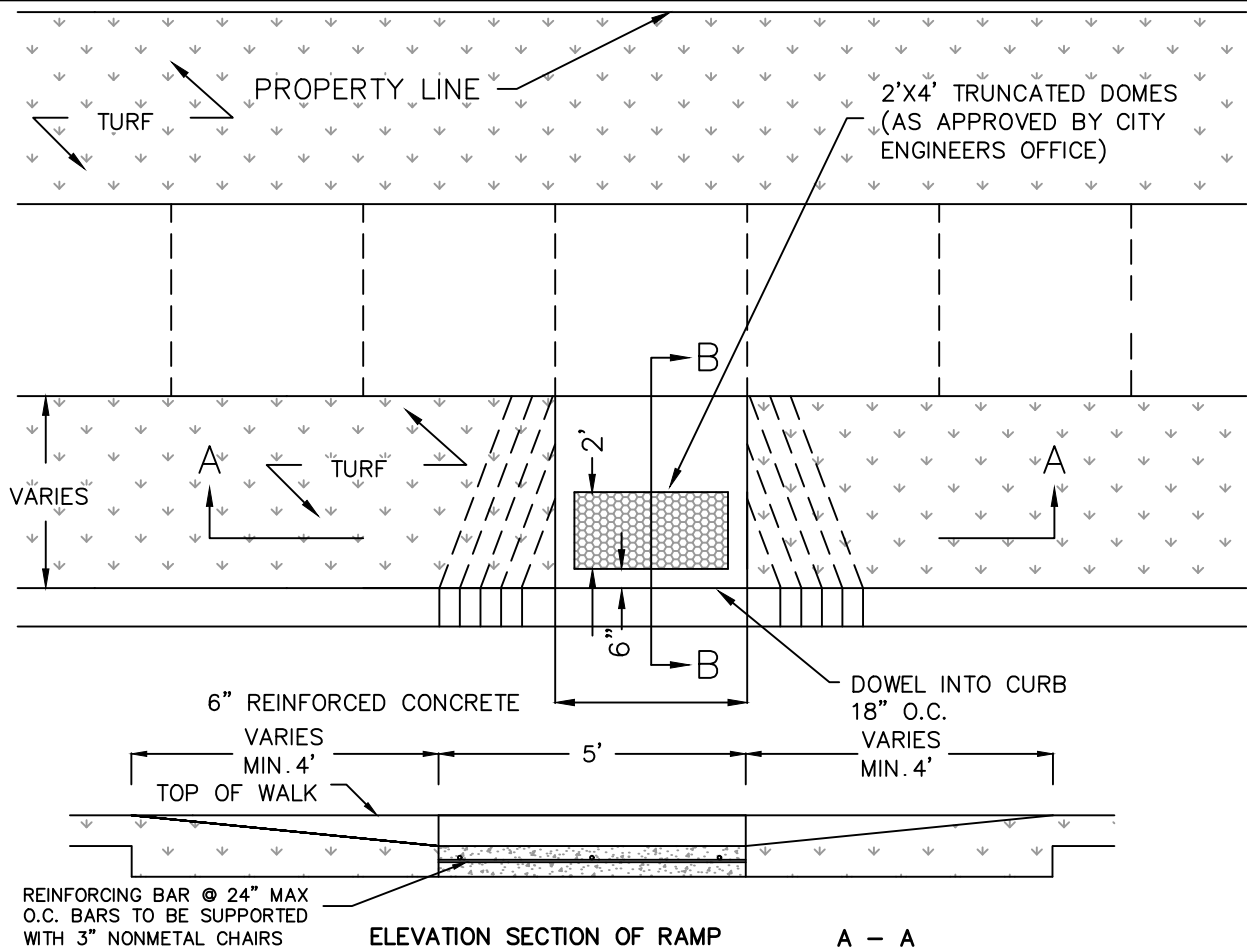 PROPERTY LINE
TURF
2'X4' TRUNCATED DOMES
(AS APPROVED BY CITY
ENGINEERS OFFICE)
B
A
TURF
2'
A
VARIES
6"
B
DOWEL INTO CURB
18" O.C.
6" REINFORCED CONCRETE
VARIES
MIN. 4'
5'
VARIES
MIN. 4'
TOP OF WALK
REINFORCING BAR @ 24" MAX
O.C. BARS TO BE SUPPORTED
WITH 3" NONMETAL CHAIRS
ELEVATION SECTION OF RAMP
A – A